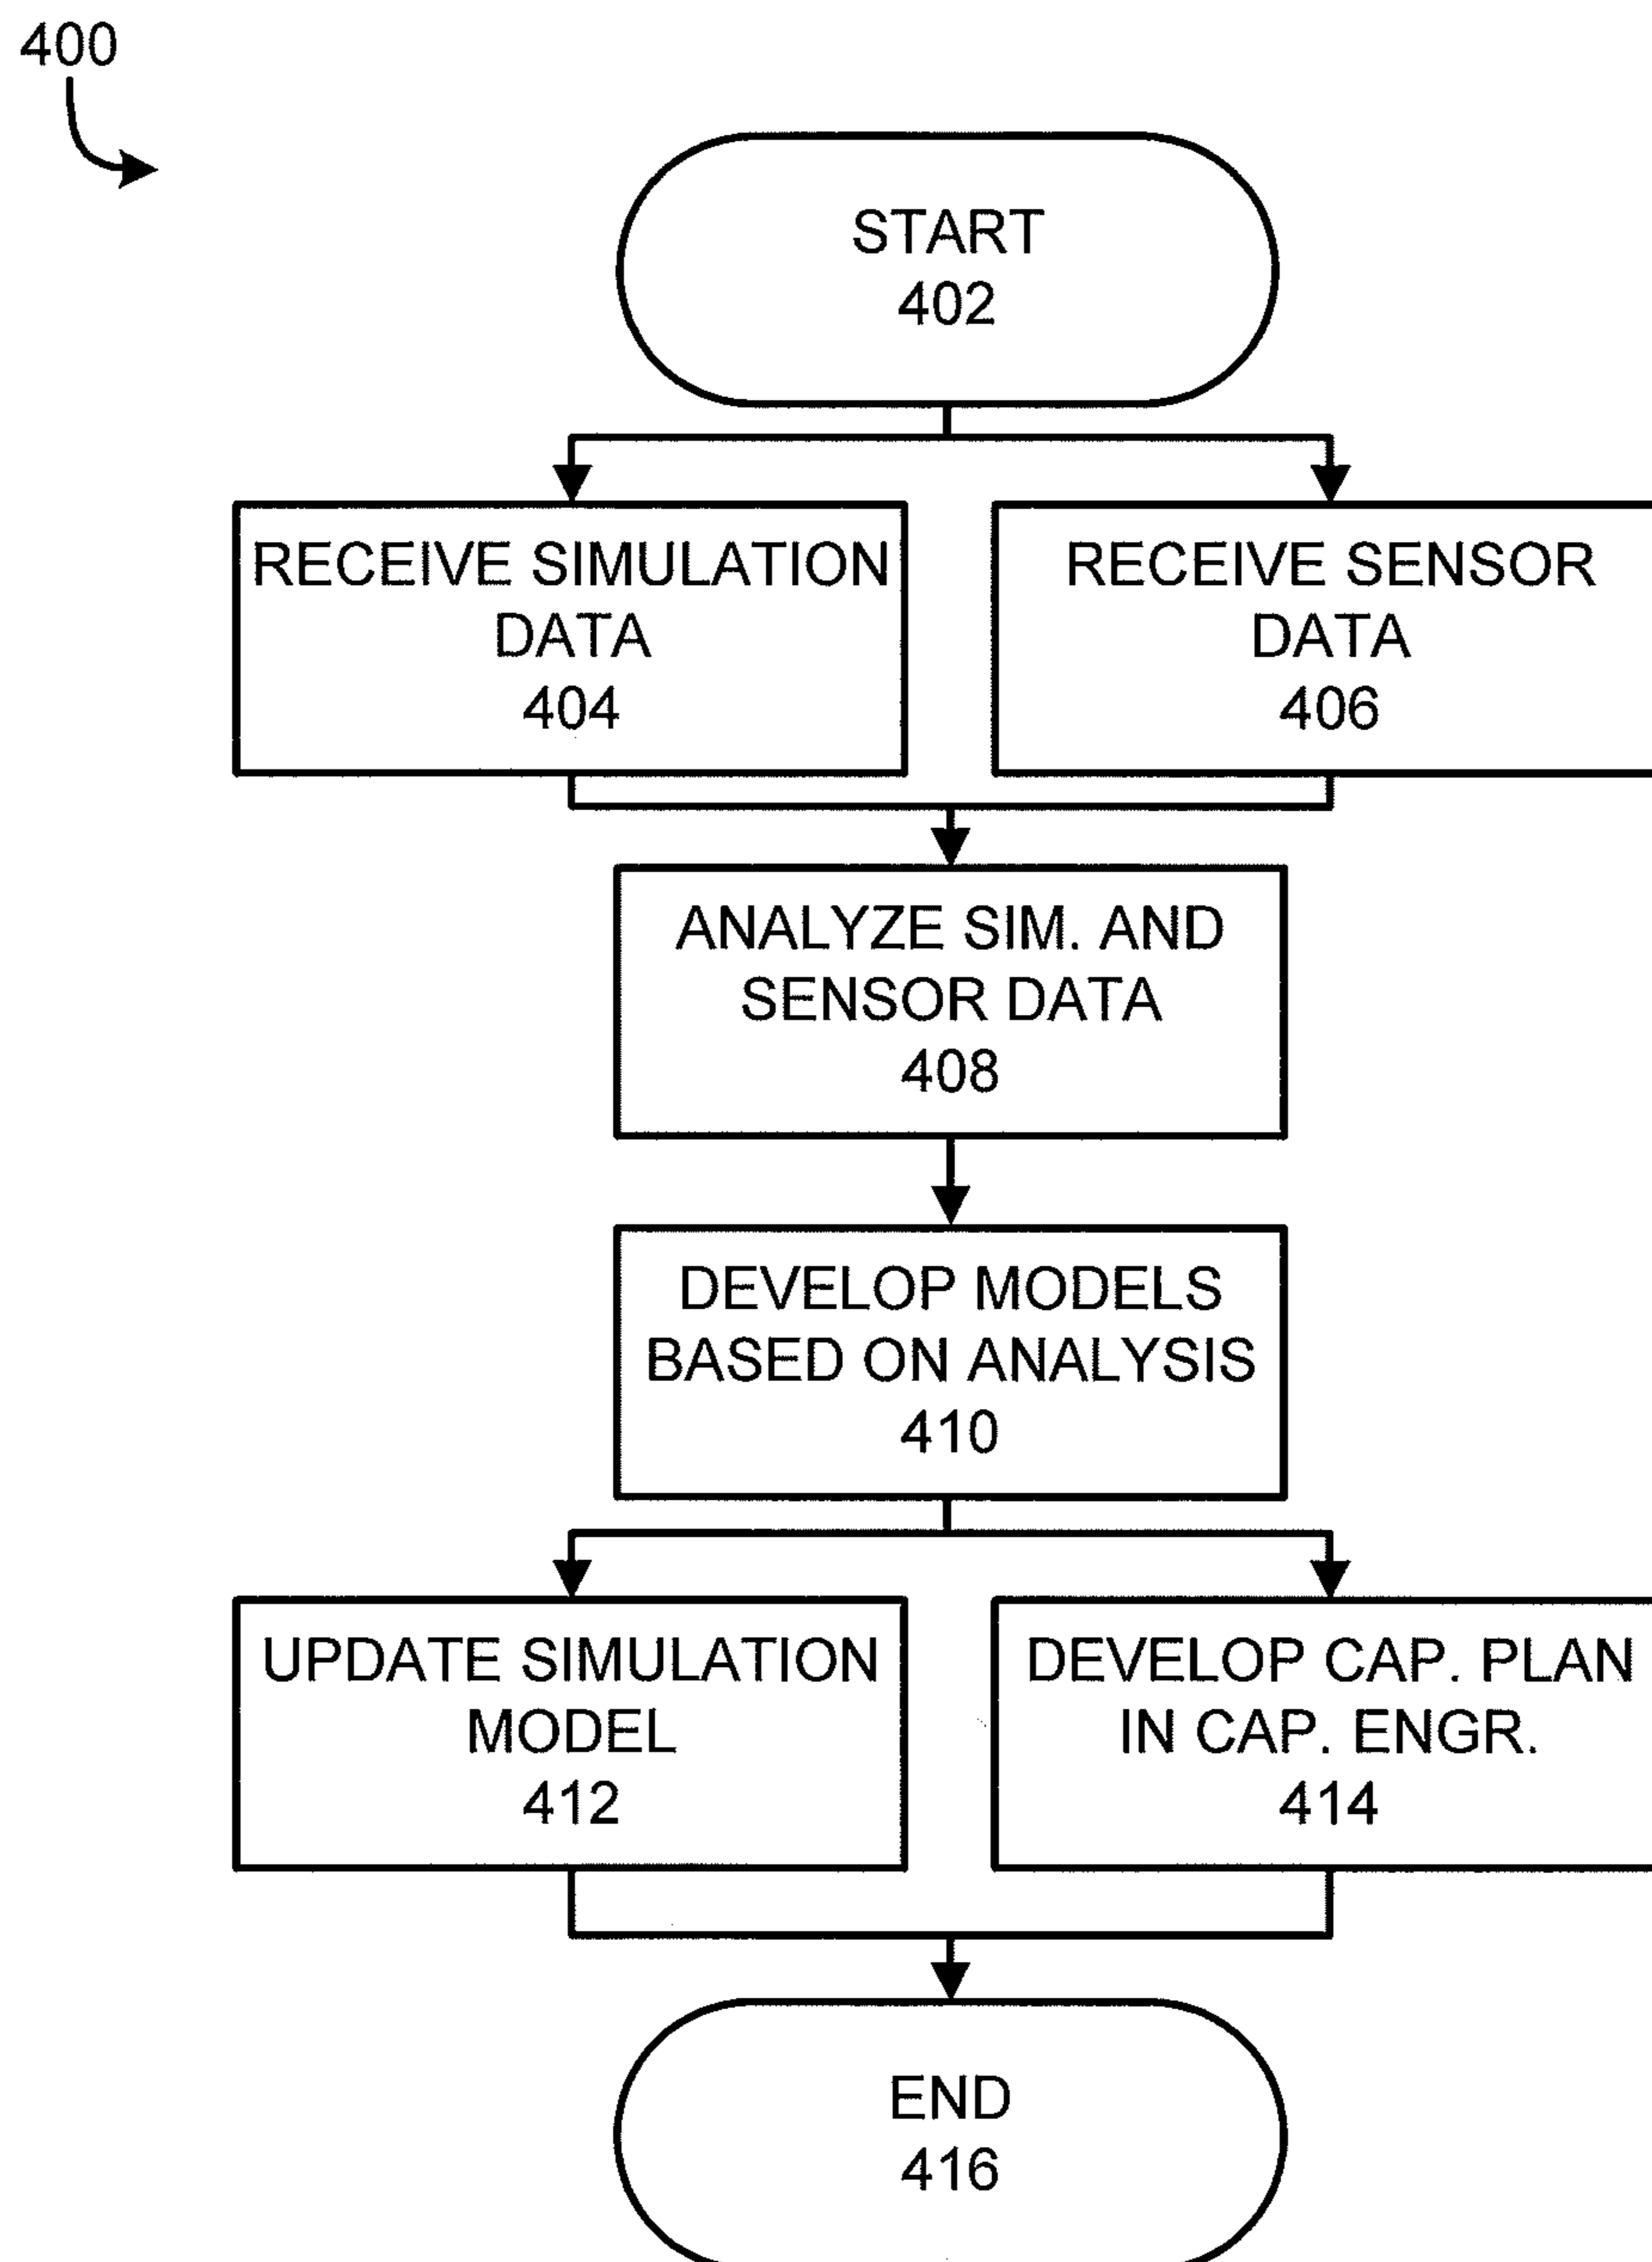 400
START
402
RECEIVE SIMULATION
DATA
404
RECEIVE SENSOR
DATA
406
ANALYZE SIM. AND
SENSOR DATA
408
DEVELOP MODELS
BASED ON ANALYSIS
410
UPDATE SIMULATION
MODEL
412
DEVELOP CAP. PLAN
IN CAP. ENGR.
414
END
416